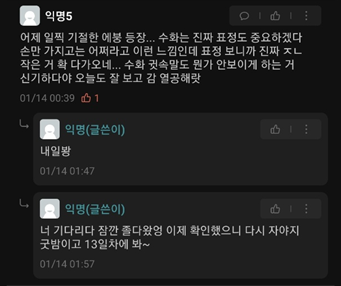 익명5
어제 일찍 기절한 에붕 등장... 수화는 진짜 표정도 중요하겠다
손만 가지고는 어쩌라고 이런 느낌인데 표정 보니까 진짜 ㅈㄴ
작은 거 확 다가오네... 수화 귓속말도 뭔가 안보이게 하는 거
신기하다야 오늘도 잘 보고 감 열공해랏
01/14 00:39 1
익명(글쓴이)
내일봥
01/14 01:47
익명(글쓴이)
너 기다리다 잠깐 졸다왔엉 이제 확인했으니 다시 자야지
굿밤이고 13일차에 봐~
01/14 01:57